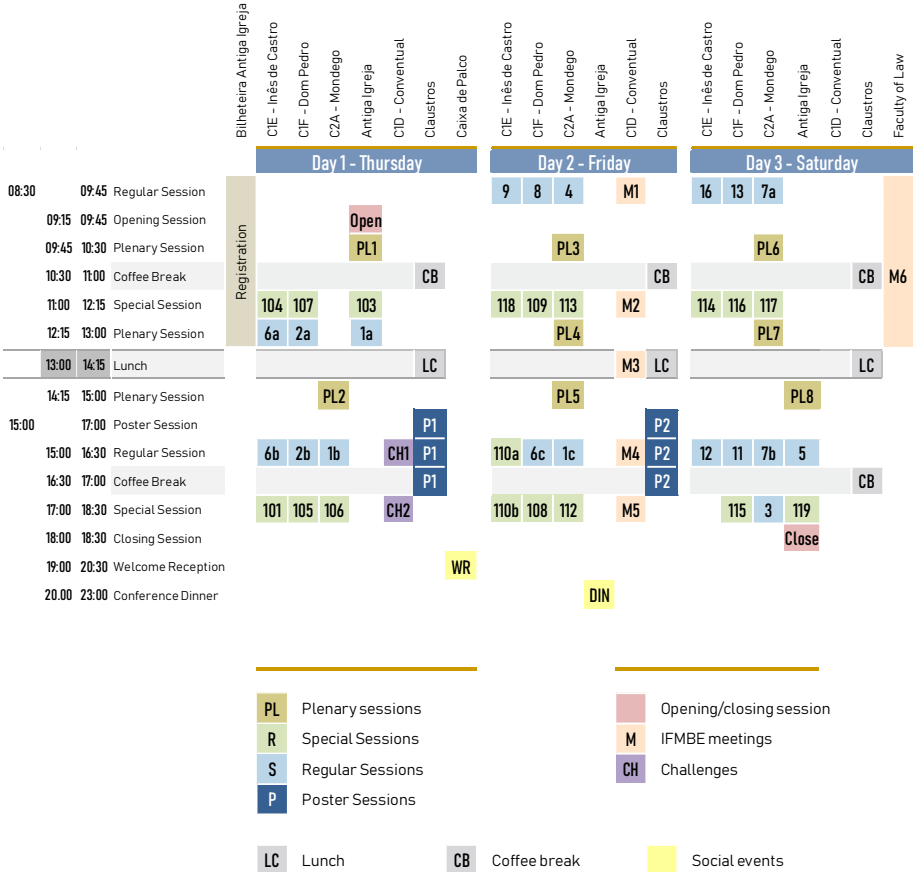 Bilheteira Antiga Igreja
C1E - Inês de Castro
C1F - Dom Pedro
C2A - Mondego
Antiga Igreja
C1D - Conventual
Claustros
Caixa de Palco
C1E - Inês de Castro
C1F - Dom Pedro
C2A - Mondego
Antiga Igreja
C1D - Conventual
Claustros
C1E - Inês de Castro
C1F - Dom Pedro
C2A - Mondego
Antiga Igreja
C1D - Conventual
Claustros
Faculty of Law
Day 1 - Thursday Day 2 - Friday Day 3 - Saturday
Registration
M6
08:30 09:45 Regular Session 9 8 4 M1 16 13 7a
09:15 09:45 Opening Session Open
09:45 10:30 Plenary Session PL1 PL3 PL6
10:30 11:00 Coffee Break CB CB CB
11:00 12:15 Special Session 104 107 103 118 109 113 M2 114 116 117
12:15 13:00 Plenary Session 6a 2a 1a PL4 PL7
13:00 14:15 Lunch LC M3 LC LC
14:15 15:00 Plenary Session PL2 PL5 PL8
15:00 17:00 Poster Session P1 P2
15:00 16:30 Regular Session 6b 2b 1b CH1 P1 110a 6c 1c M4 P2 12 11 7b 5
16:30 17:00 Coffee Break P1 P2 CB
17:00 18:30 Special Session 101 105 106 CH2 110b 108 112 M5 115 3 119
18:00 18:30 Closing Session Close
19:00 20:30 Welcome Reception WR
20.00 23:00 Conference Dinner DIN
PL Plenary sessions Opening/closing session
R Special Sessions M IFMBE meetings
S Regular Sessions CH Challenges
P Poster Sessions
LC Lunch CB Coffee break Social events